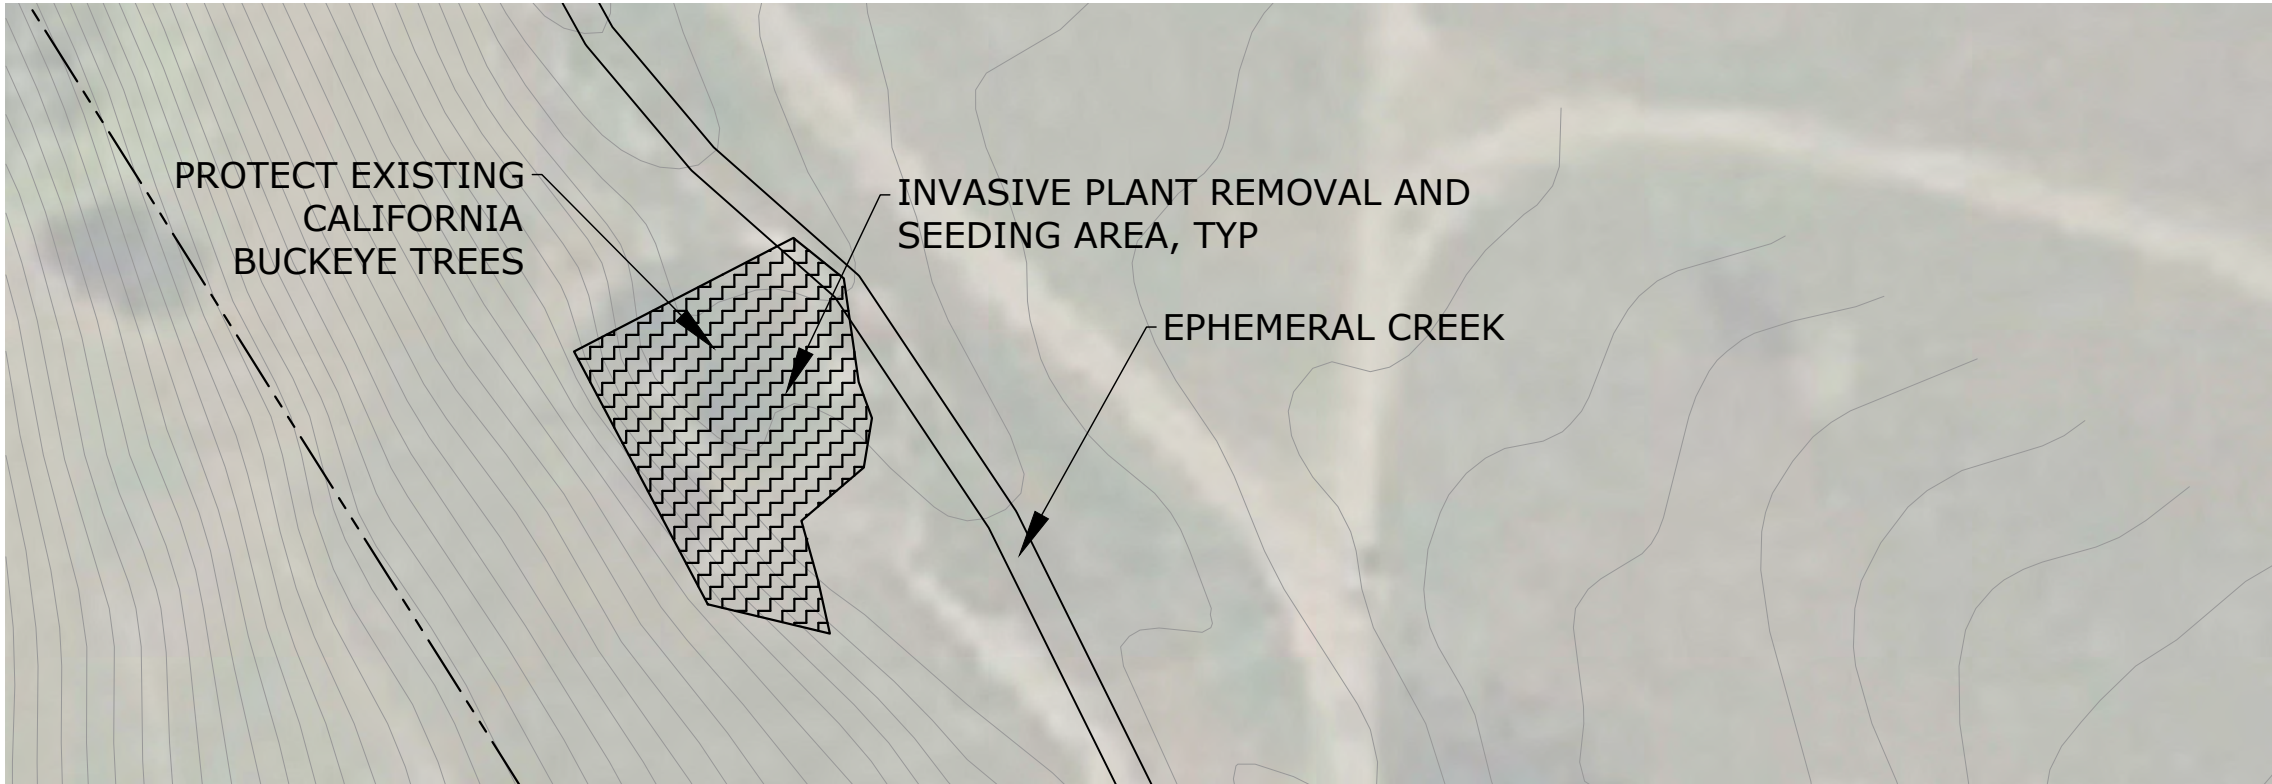 PROTECT EXISTING
CALIFORNIA
BUCKEYE TREES
INVASIVE PLANT REMOVAL AND
SEEDING AREA, TYP
EPHEMERAL CREEK